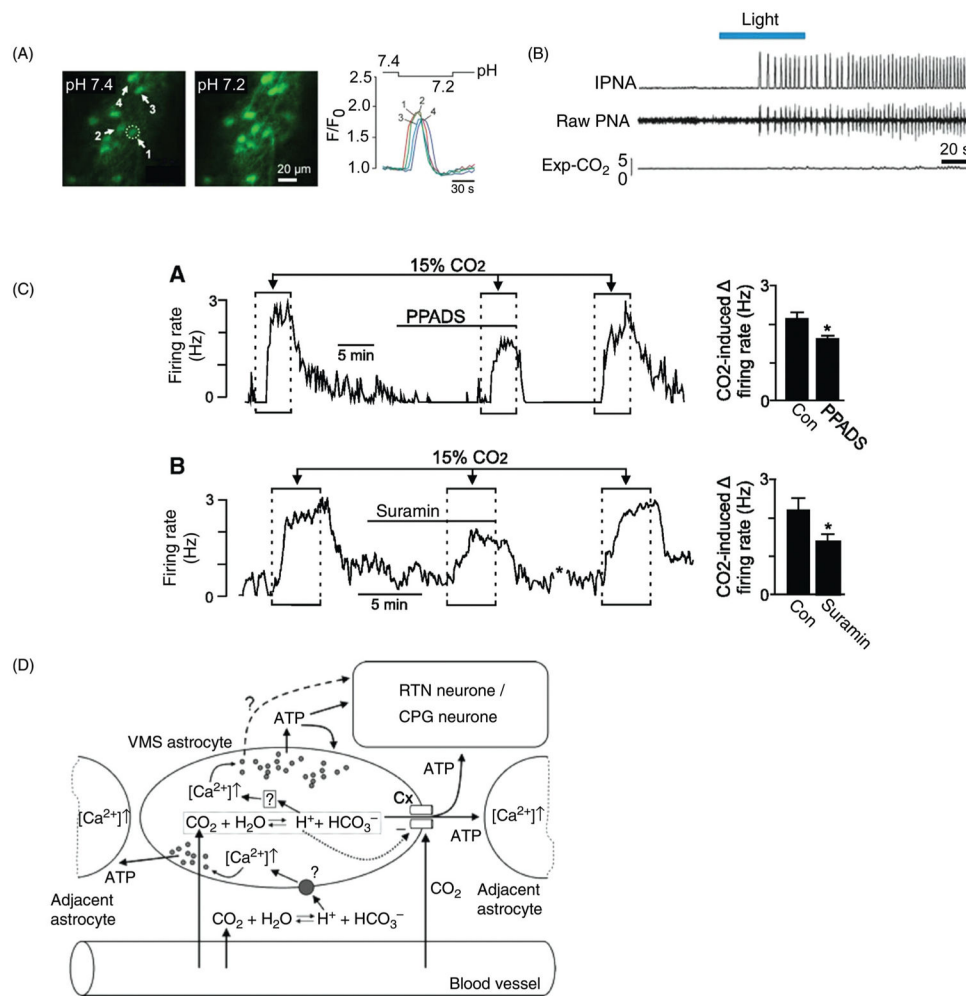 (A)
pH 7.4
4
3
2
1
pH 7.2
20 µm
2.5
2.0
1.5
1.0
F/F0
7.4
pH
7.2
1
2
3
4
30 s
(B)
Light
IPNA
Raw PNA
Exp-CO2
5
0
20 s
(C)
A
15% CO2
3
0
Firing rate
(Hz)
PPADS
5 min
CO2-induced Δ
firing rate (Hz)
3
0
*
Con
PPADS
B
15% CO2
3
0
Firing rate
(Hz)
Suramin
5 min
*
CO2-induced Δ
firing rate (Hz)
3
0
*
Con
Suramin
(D)
RTN neurone /
CPG neurone
?
ATP
VMS astrocyte
ATP
[Ca2+]↑
?
Cx
[Ca2+]↑
CO2 + H2O ⇌ H+ + HCO3−
−
ATP
[Ca2+]↑
[Ca2+]↑
?
ATP
CO2
Adjacent
astrocyte
Adjacent
astrocyte
CO2 + H2O ⇌ H+ + HCO3−
Blood vessel